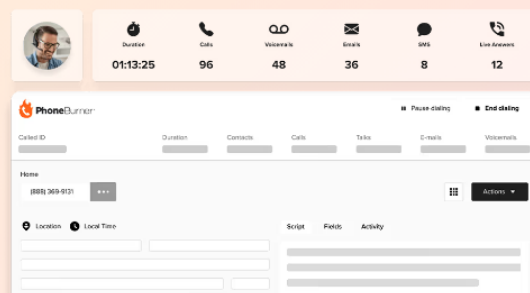 Duration Calls Voicemails Emails SMS Live Answers
01:13:25 96 48 36 8 12
PhoneBurner Pause dialing End dialing
Called ID Duration Contacts Calls Talks E-mails Voicemails
Home
(888) 369-9131 Actions
Location Local Time Script Fields Activity